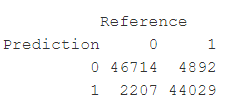 Reference
Prediction 0 1
0 46714 4892
1 2207 44029